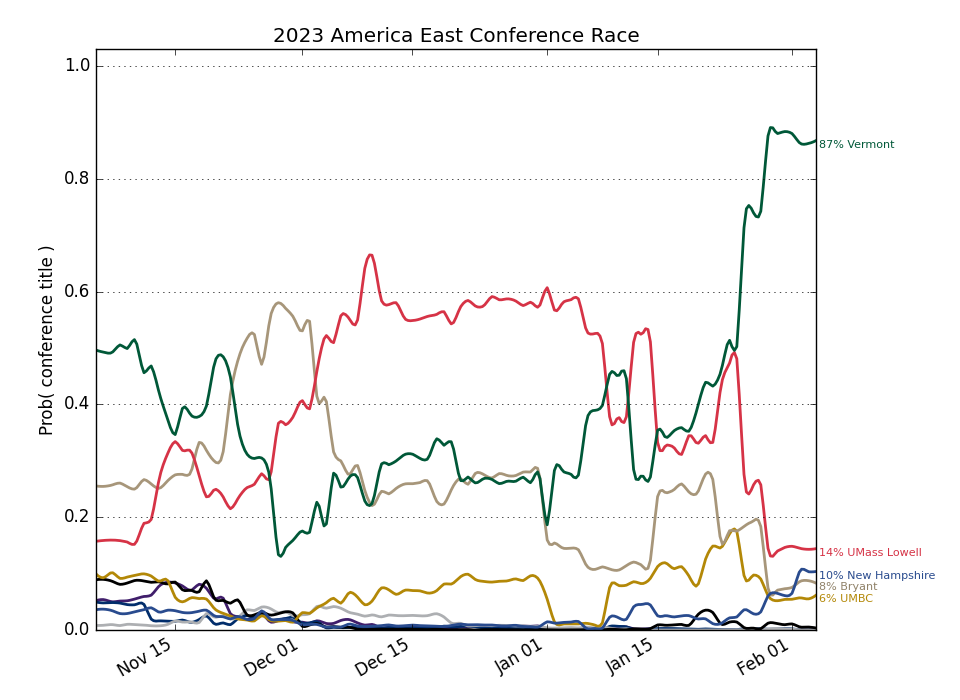 2023 America East Conference Race
Prob( conference title )
1.0
0.8
0.6
0.4
0.2
0.0
Nov 15
Dec 01
Dec 15
Jan 01
Jan 15
Feb 01
87% Vermont
14% UMass Lowell
10% New Hampshire
8% Bryant
6% UMBC